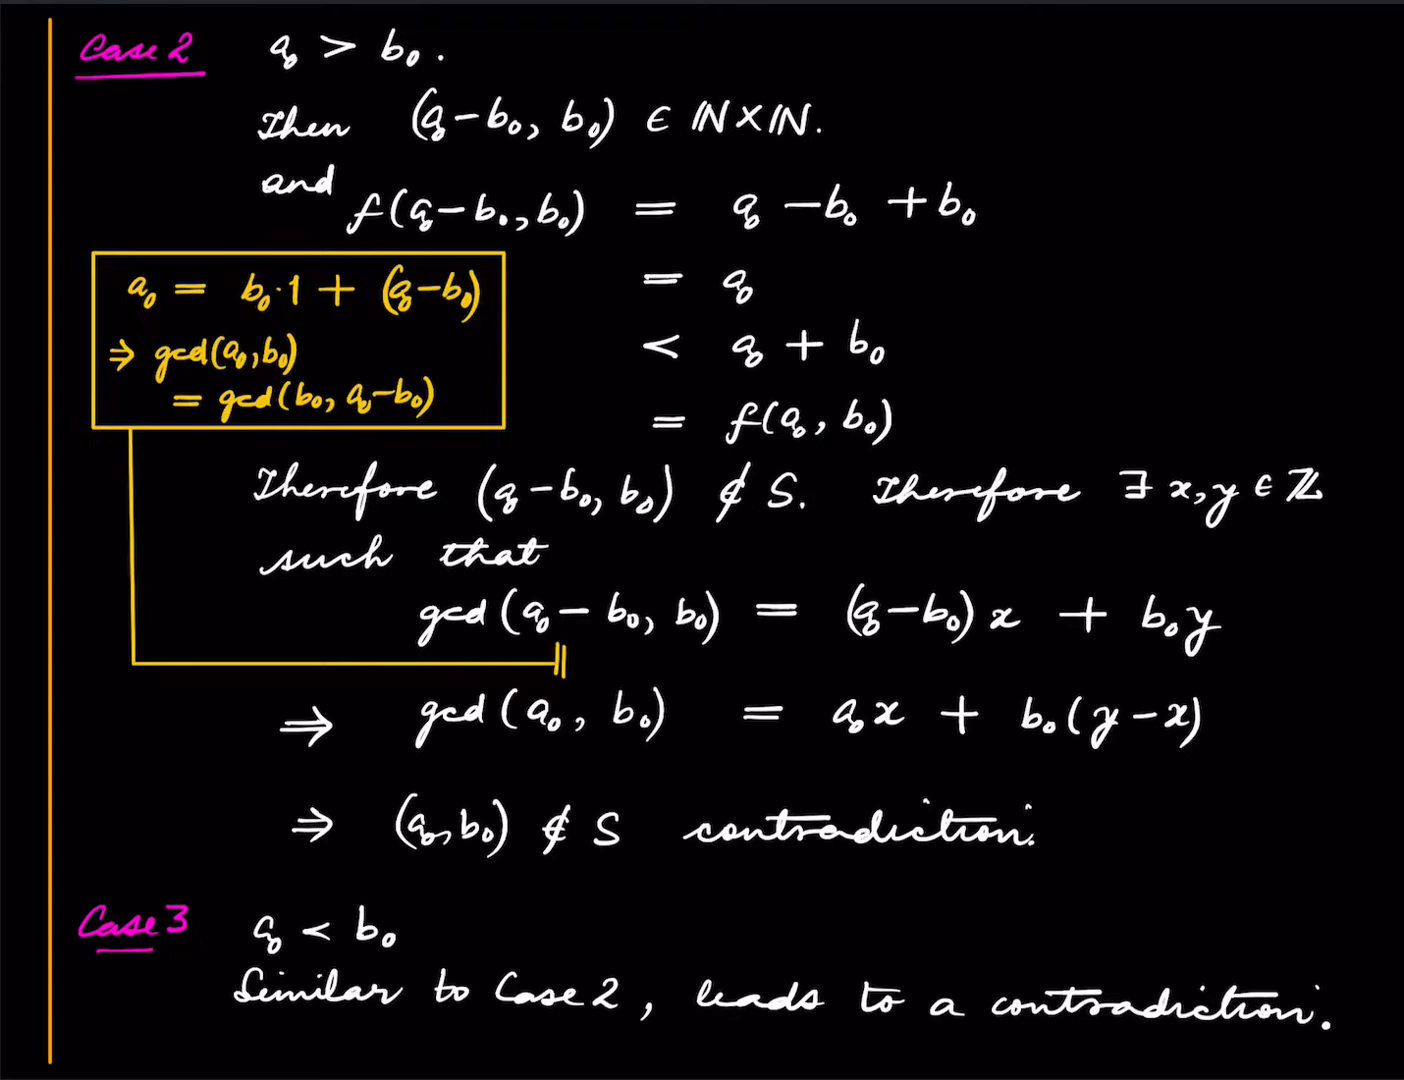 Case 2 a₀ > b₀.
Then (a₀-b₀, b₀) ∈ ℕ×ℕ.
and
f(a₀-b₀, b₀) = a₀ - b₀ + b₀
= a₀
< a₀ + b₀
= f(a₀, b₀)
a₀ = b₀·1 + (a₀-b₀)
⇒ gcd(a₀, b₀)
= gcd(b₀, a₀-b₀)
Therefore (a₀-b₀, b₀) ∉ S. Therefore ∃ x, y ∈ ℤ
such that
gcd(a₀-b₀, b₀) = (a₀-b₀)x + b₀y
⇒ gcd(a₀, b₀) = a₀x + b₀(y-x)
⇒ (a₀, b₀) ∉ S contradiction.
Case 3 a₀ < b₀
Similar to Case 2, leads to a contradiction.